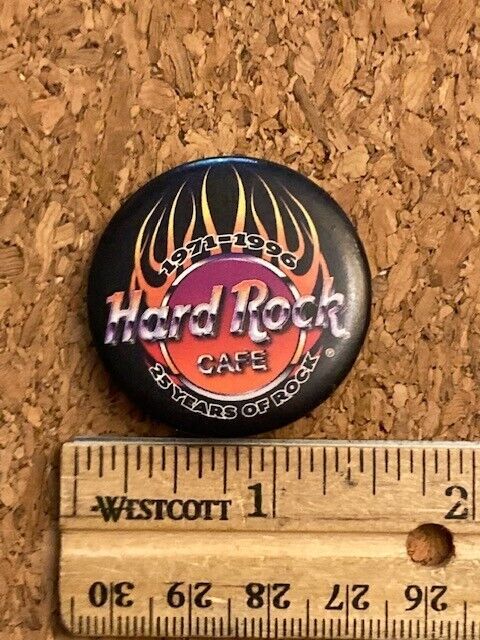 1971-1996
Hard Rock
CAFE
®
25 YEARS OF ROCK
WESTCOTT 1 2
30 29 28 27 26